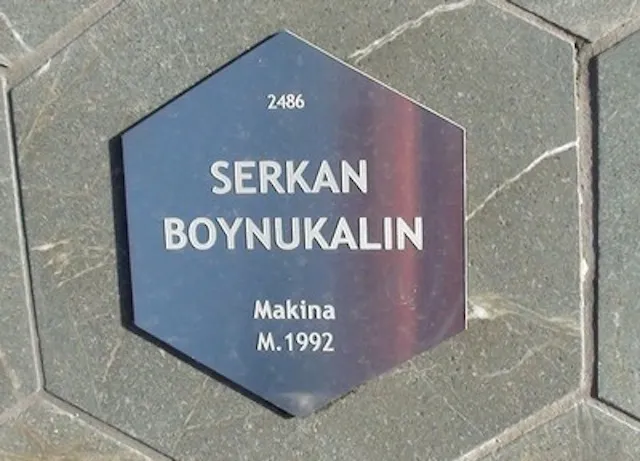 2486
SERKAN
BOYNUKALIN
Makina
M.1992